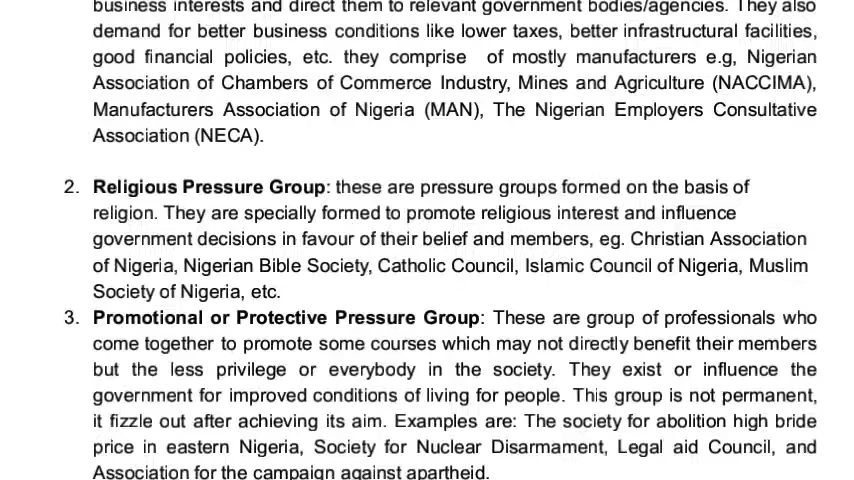 business interests and direct them to relevant government bodies/agencies. They also
demand for better business conditions like lower taxes, better infrastructural facilities,
good financial policies, etc. they comprise of mostly manufacturers e.g, Nigerian
Association of Chambers of Commerce Industry, Mines and Agriculture (NACCIMA),
Manufacturers Association of Nigeria (MAN), The Nigerian Employers Consultative
Association (NECA).
2. Religious Pressure Group: these are pressure groups formed on the basis of
religion. They are specially formed to promote religious interest and influence
government decisions in favour of their belief and members, eg. Christian Association
of Nigeria, Nigerian Bible Society, Catholic Council, Islamic Council of Nigeria, Muslim
Society of Nigeria, etc.
3. Promotional or Protective Pressure Group: These are group of professionals who
come together to promote some courses which may not directly benefit their members
but the less privilege or everybody in the society. They exist or influence the
government for improved conditions of living for people. This group is not permanent,
it fizzle out after achieving its aim. Examples are: The society for abolition high bride
price in eastern Nigeria, Society for Nuclear Disarmament, Legal aid Council, and
Association for the campaign against apartheid.